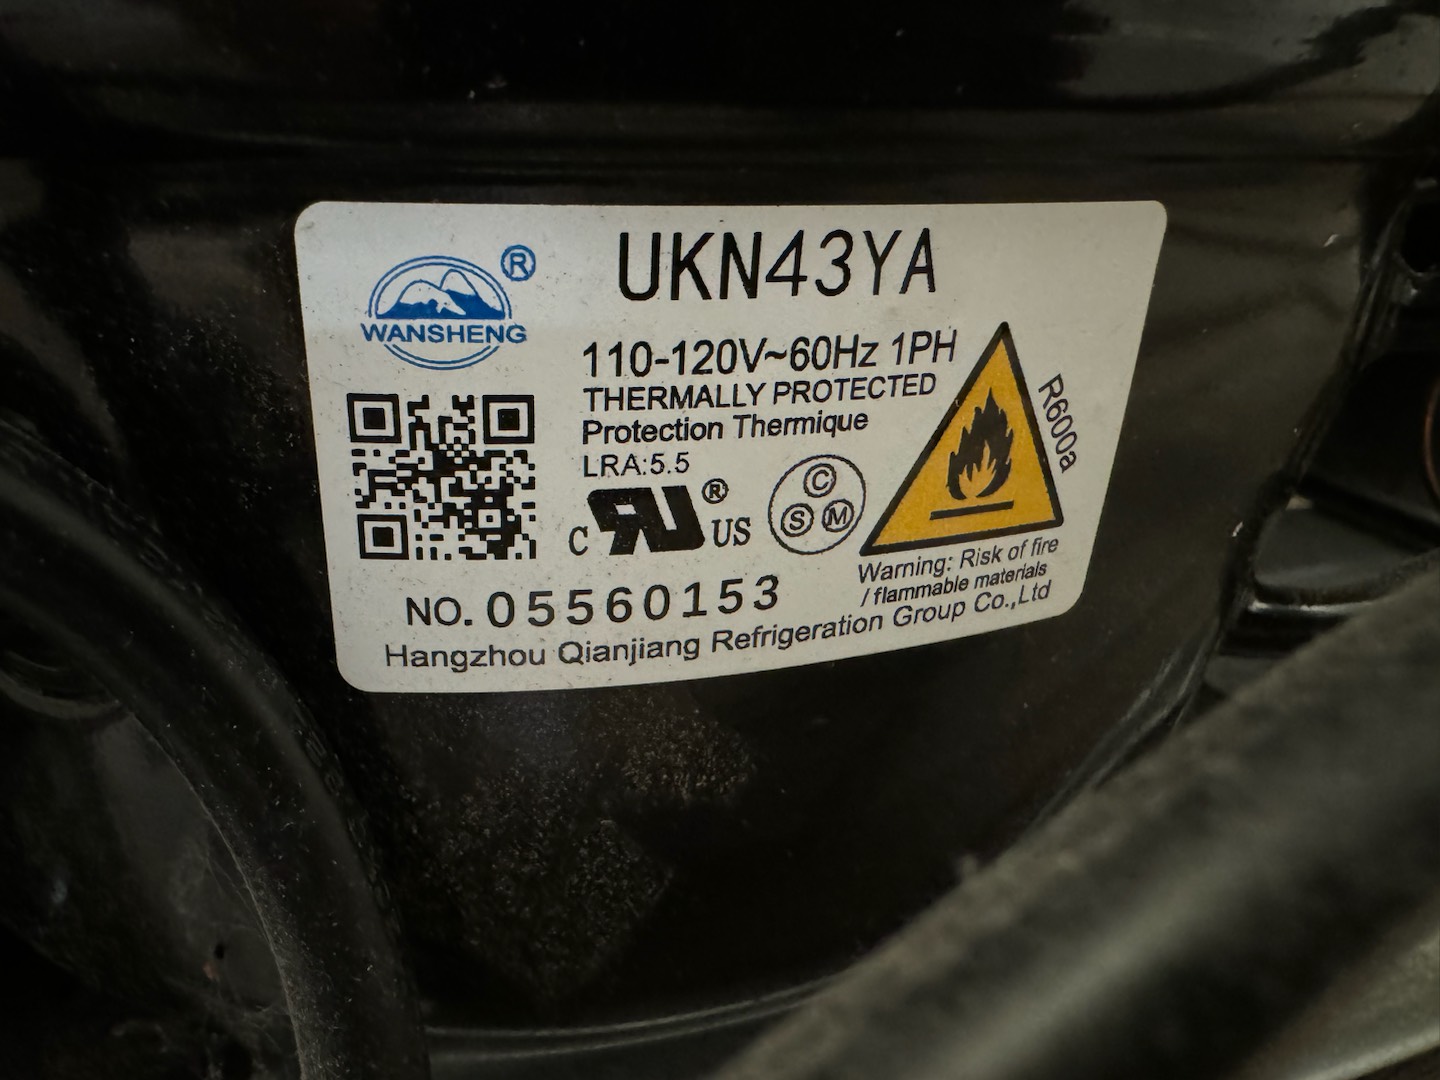 UKN43YA
®
WANSHENG
110-120V~60Hz 1PH
THERMALLY PROTECTED
Protection Thermique
LRA:5.5
R600a
C RU® US
C
S M
Warning: Risk of fire
/ flammable materials
NO. 05560153
Hangzhou Qianjiang Refrigeration Group Co.,Ltd